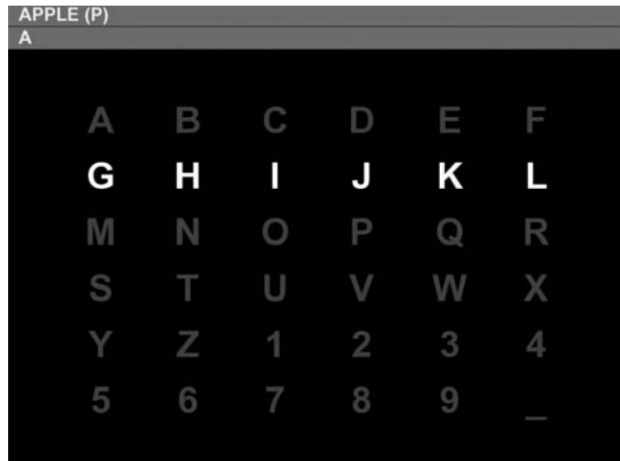 APPLE (P)
A
A B C D E F
G H I J K L
M N O P Q R
S T U V W X
Y Z 1 2 3 4
5 6 7 8 9 _